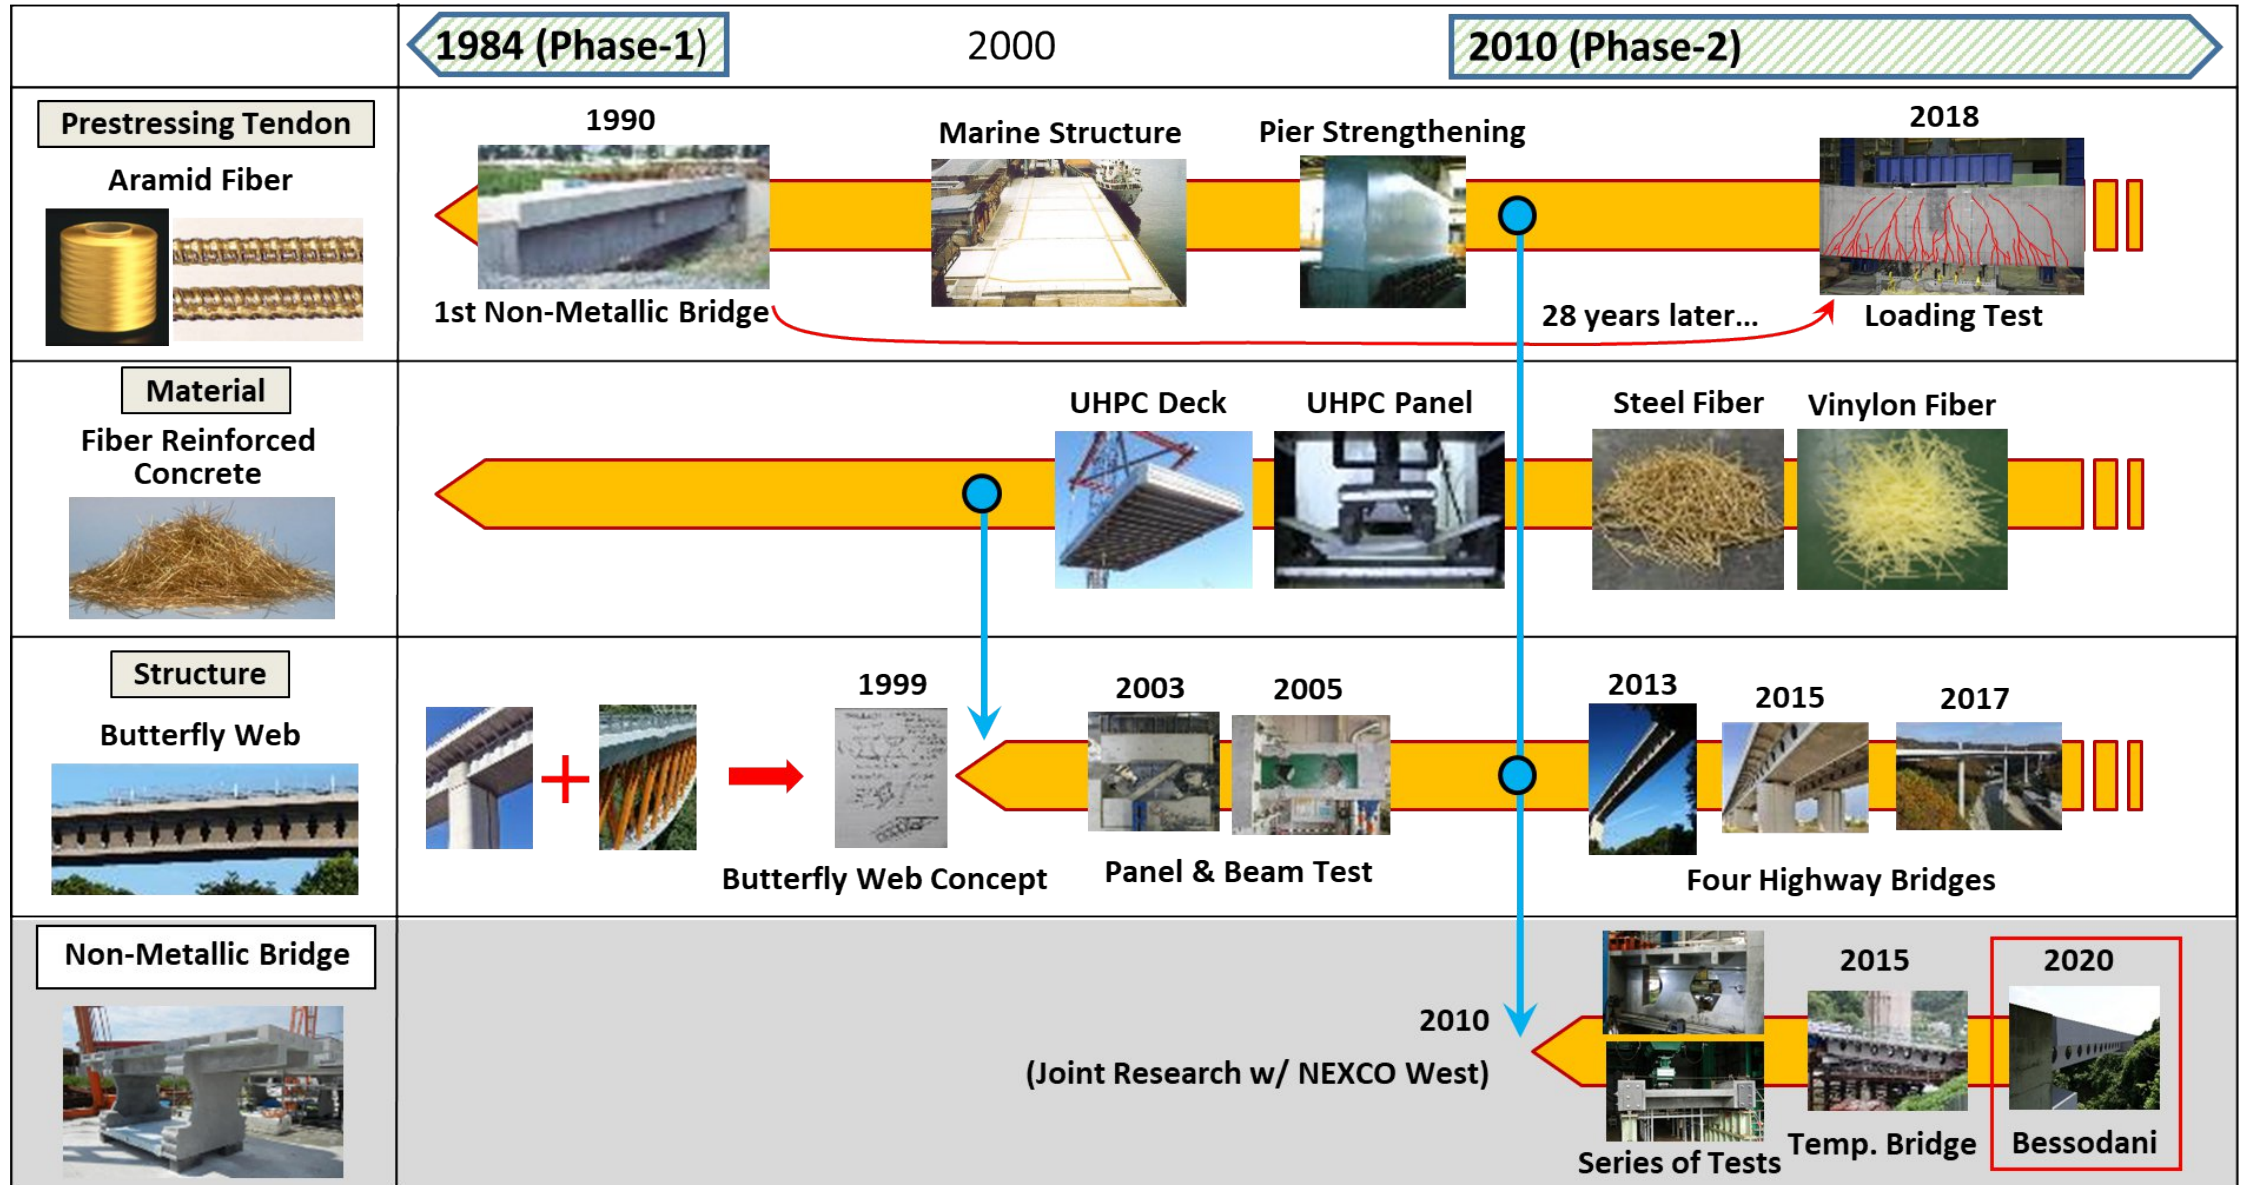 1984 (Phase-1)
2000
2010 (Phase-2)
Prestressing Tendon
Aramid Fiber
1990
1st Non-Metallic Bridge
Marine Structure
Pier Strengthening
28 years later...
2018
Loading Test
Material
Fiber Reinforced
Concrete
UHPC Deck
UHPC Panel
Steel Fiber
Vinylon Fiber
Structure
Butterfly Web
1999
Butterfly Web Concept
2003
2005
Panel & Beam Test
2013
2015
2017
Four Highway Bridges
Non-Metallic Bridge
2010
(Joint Research w/ NEXCO West)
Series of Tests
2015
Temp. Bridge
2020
Bessodani